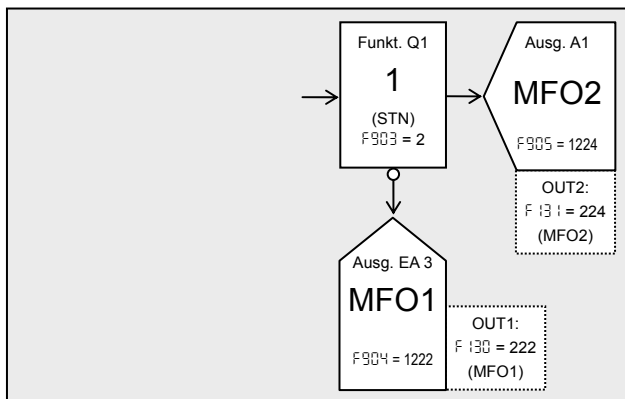 Funkt. Q1
1
(STN)
F903 = 2
Ausg. A1
MFO2
F905 = 1224
OUT2:
F131 = 224
(MFO2)
Ausg. EA 3
MFO1
F904 = 1222
OUT1:
F130 = 222
(MFO1)